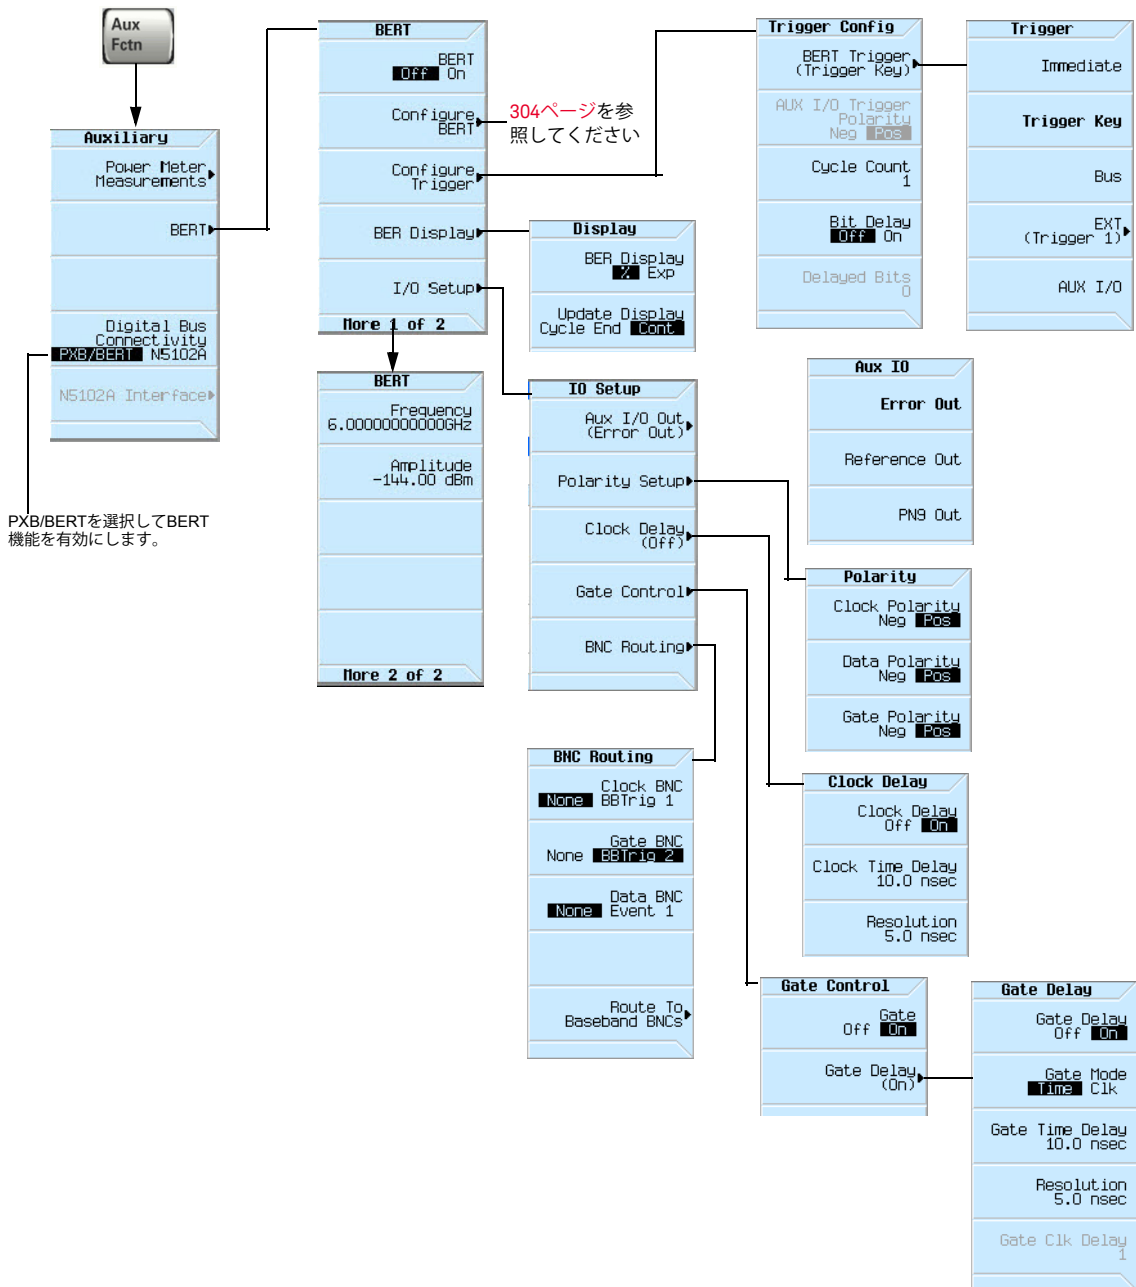 Aux
Fctn
Auxiliary
Power Meter
Measurements
BERT
Digital Bus
Connectivity
PXB/BERT N5102A
N5102A Interface
PXB/BERTを選択してBERT
機能を有効にします。
BERT
BERT
Off On
Configure
BERT
304ページを参
照してください
Configure
Trigger
BER Display
I/O Setup
More 1 of 2
BERT
Frequency
6.00000000000GHz
Amplitude
-144.00 dBm
More 2 of 2
Display
BER Display
% Exp
Update Display
Cycle End Cont
IO Setup
Aux I/O Out
(Error Out)
Polarity Setup
Clock Delay
(Off)
Gate Control
BNC Routing
BNC Routing
Clock BNC
None BBTrig 1
Gate BNC
None BBTrig 2
Data BNC
None Event 1
Route To
Baseband BNCs
Trigger Config
BERT Trigger
(Trigger Key)
AUX I/O Trigger
Polarity
Neg Pos
Cycle Count
1
Bit Delay
Off On
Delayed Bits
0
Trigger
Immediate
Trigger Key
Bus
EXT
(Trigger 1)
AUX I/O
Aux IO
Error Out
Reference Out
PN9 Out
Polarity
Clock Polarity
Neg Pos
Data Polarity
Neg Pos
Gate Polarity
Neg Pos
Clock Delay
Clock Delay
Off On
Clock Time Delay
10.0 nsec
Resolution
5.0 nsec
Gate Control
Gate
Off On
Gate Delay
(On)
Gate Delay
Gate Delay
Off On
Gate Mode
Time Clk
Gate Time Delay
10.0 nsec
Resolution
5.0 nsec
Gate Clk Delay
1